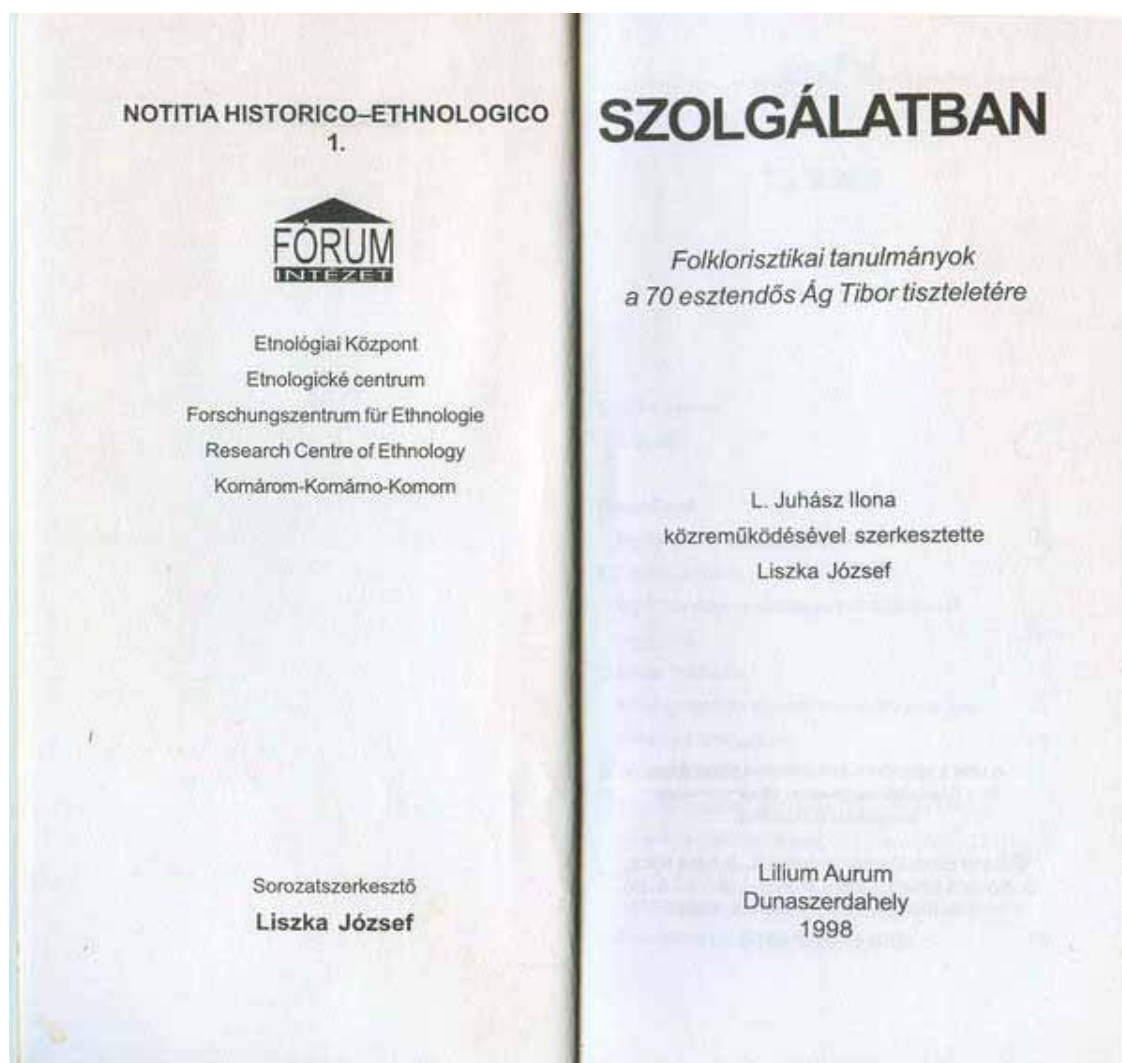 NOTITIA HISTORICO–ETHNOLOGICO
1.
FÓRUM
INTÉZET
Etnológiai Központ
Etnologické centrum
Forschungszentrum für Ethnologie
Research Centre of Ethnology
Komárom-Komárno-Komorn
Sorozatszerkesztő
Liszka József
SZOLGÁLATBAN
Folklorisztikai tanulmányok
a 70 esztendős Ág Tibor tiszteletére
L. Juhász Ilona
közreműködésével szerkesztette
Liszka József
Lilium Aurum
Dunaszerdahely
1998